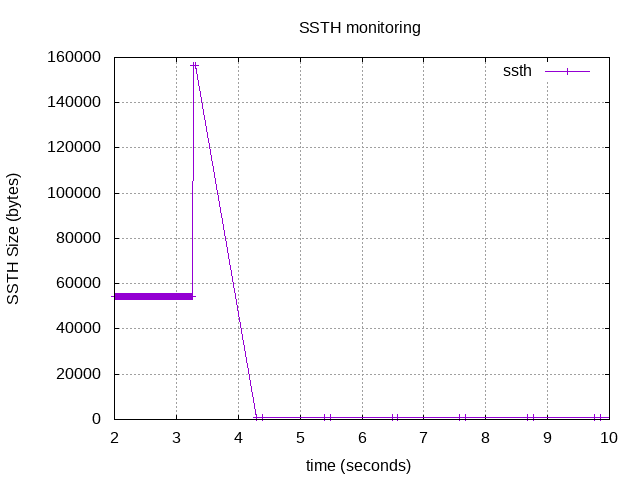 SSTH monitoring
ssth
160000
140000
120000
100000
80000
60000
40000
20000
0
SSTH Size (bytes)
2 3 4 5 6 7 8 9 10
time (seconds)